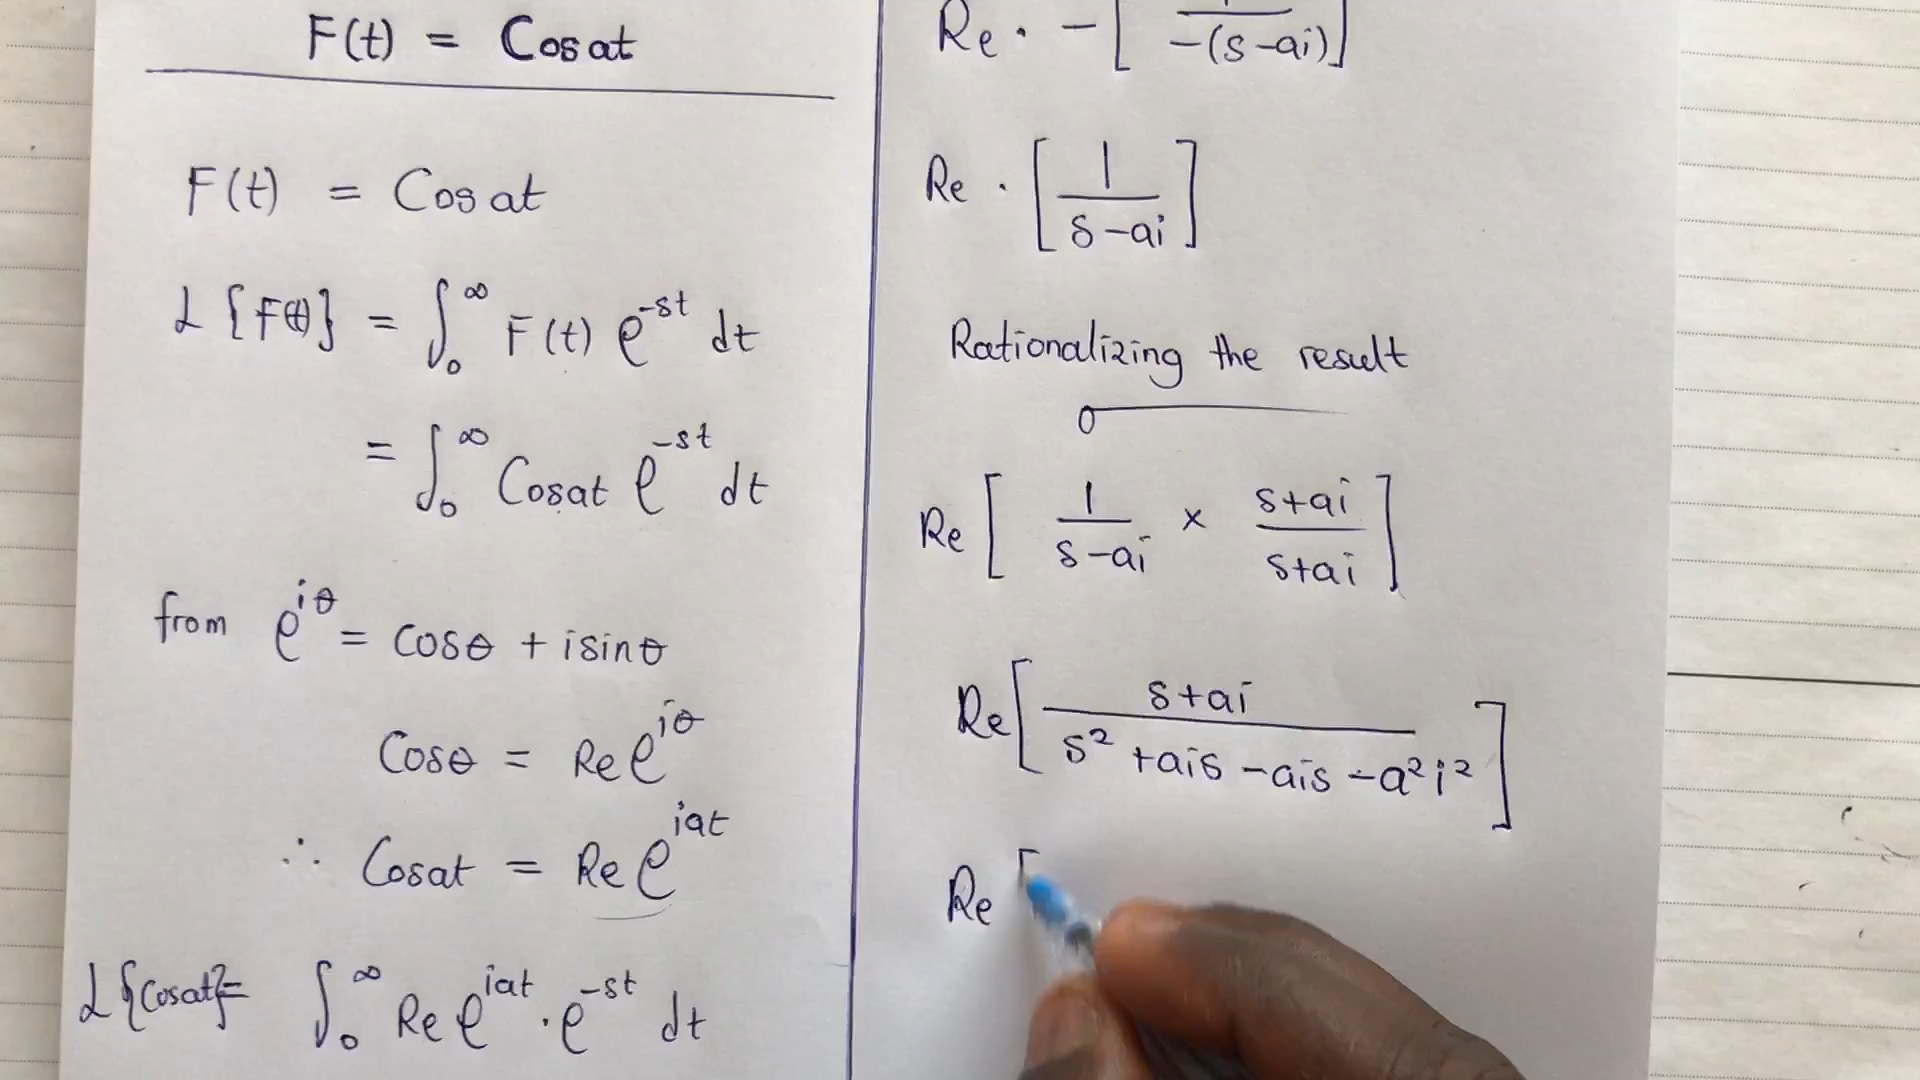 F(t) = Cosat
F(t) = Cosat
L{F(t)} = ∫₀^∞ F(t) e^-st dt
= ∫₀^∞ Cosat e^-st dt
from e^iθ = cosθ + isinθ
Cosθ = Re e^iθ
∴ Cosat = Re e^iat
L{cosat} = ∫₀^∞ Re e^iat · e^-st dt
Re · -[1/-(s-ai)]
Re · [1/s-ai]
Rationalizing the result
Re [1/s-ai × s+ai/s+ai]
Re [s+ai/s² +ais -ais -a²i²]
Re [